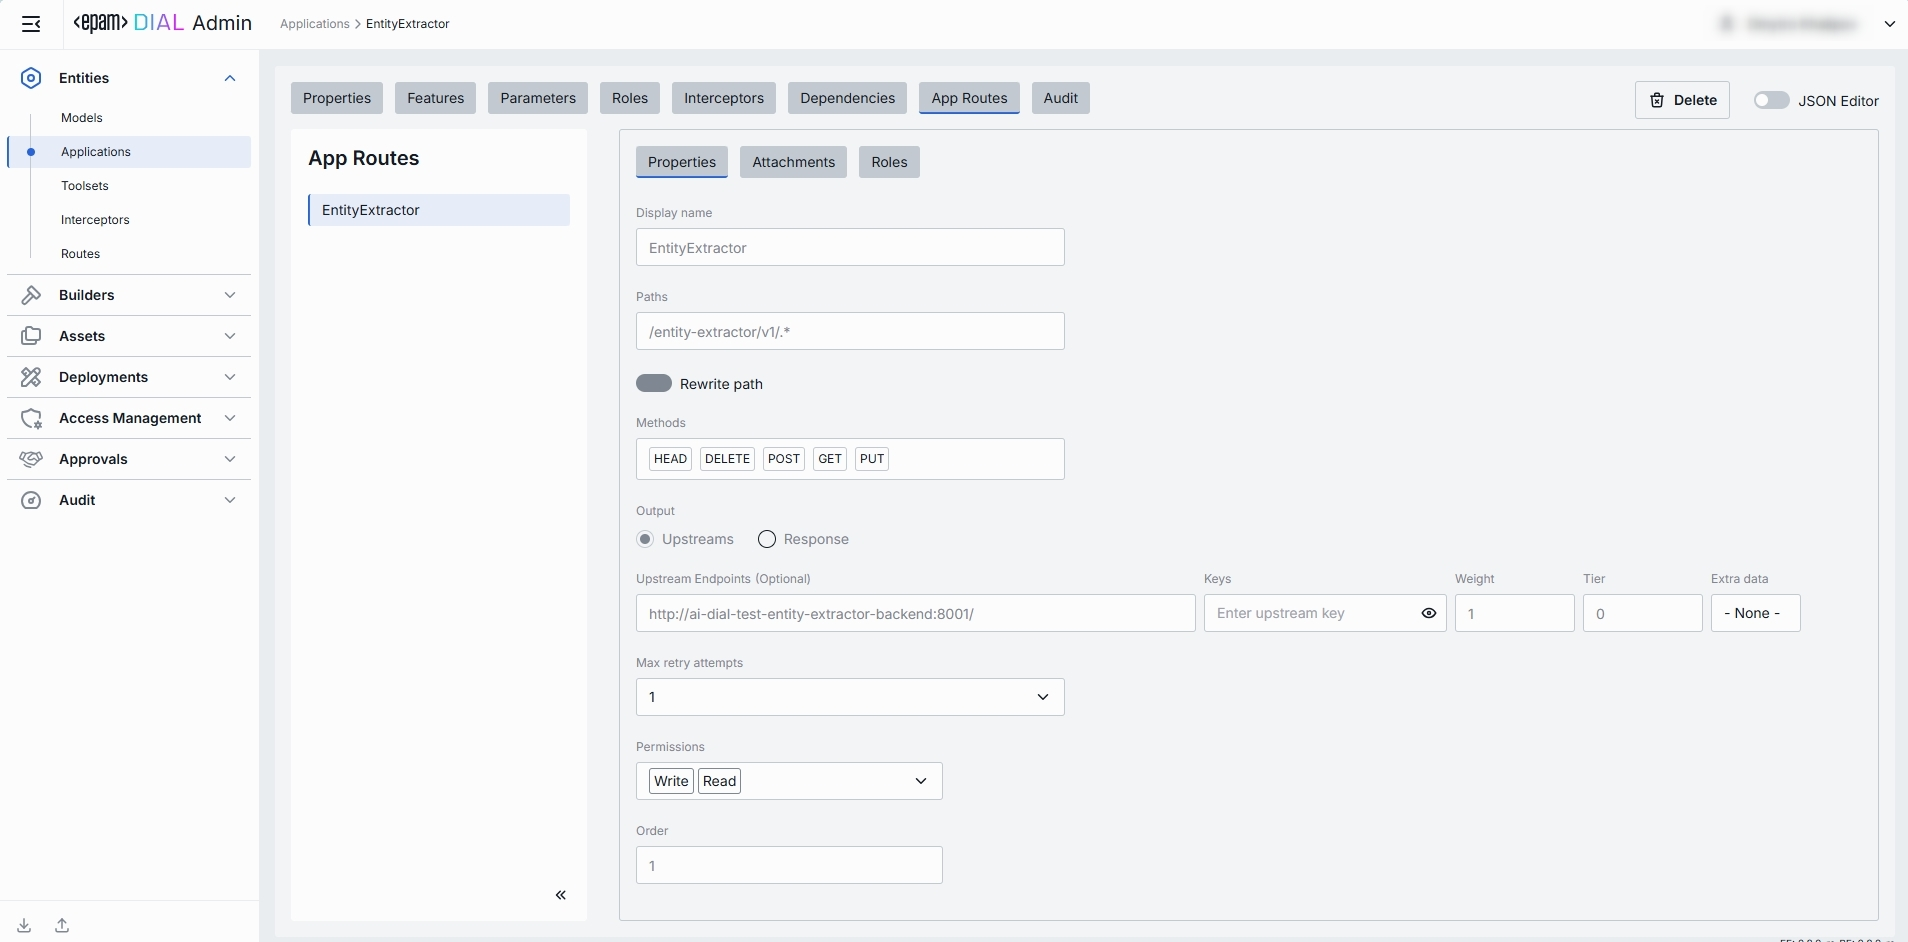 <epam> DIAL Admin
Applications > EntityExtractor
Entities
Models
Applications
Toolsets
Interceptors
Routes
Builders
Assets
Deployments
Access Management
Approvals
Audit
Properties Features Parameters Roles Interceptors Dependencies App Routes Audit
Delete JSON Editor
App Routes
EntityExtractor
Properties Attachments Roles
Display name
EntityExtractor
Paths
/entity-extractor/v1/.*
Rewrite path
Methods
HEAD DELETE POST GET PUT
Output
Upstreams Response
Upstream Endpoints (Optional) Keys Weight Tier Extra data
http://ai-dial-test-entity-extractor-backend:8001/ Enter upstream key 1 0 - None -
Max retry attempts
1
Permissions
Write Read
Order
1